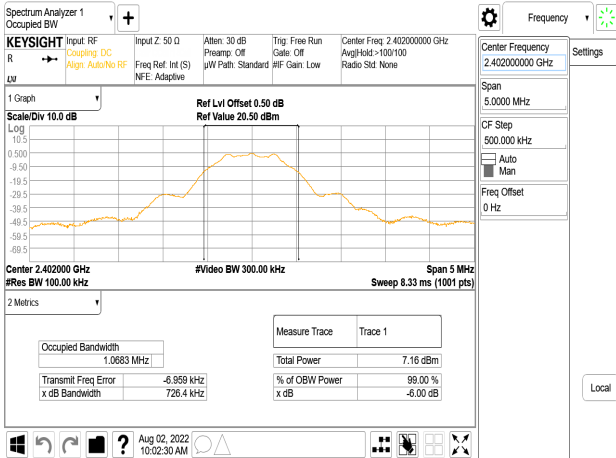 Spectrum Analyzer 1
Occupied BW
+
Frequency
KEYSIGHT
R
LXI
Input: RF
Coupling: DC
Align: Auto/No RF
Input Z: 50 Ω
Freq Ref: Int (S)
NFE: Adaptive
Atten: 30 dB
Preamp: Off
µW Path: Standard
Trig: Free Run
Gate: Off
#IF Gain: Low
Center Freq: 2.402000000 GHz
Avg|Hold:>100/100
Radio Std: None
Center Frequency
2.402000000 GHz
Settings
Span
5.0000 MHz
CF Step
500.000 kHz
Auto
Man
Freq Offset
0 Hz
Local
1 Graph
Scale/Div 10.0 dB
Ref Lvl Offset 0.50 dB
Ref Value 20.50 dBm
Log
10.5
0.500
-9.50
-19.5
-29.5
-39.5
-49.5
-59.5
-69.5
Center 2.402000 GHz
#Video BW 300.00 kHz
Span 5 MHz
#Res BW 100.00 kHz
Sweep 8.33 ms (1001 pts)
2 Metrics
Measure Trace Trace 1
Occupied Bandwidth
1.0683 MHz
Total Power 7.16 dBm
Transmit Freq Error -6.959 kHz
% of OBW Power 99.00 %
x dB Bandwidth 726.4 kHz
x dB -6.00 dB
?
Aug 02, 2022
10:02:30 AM